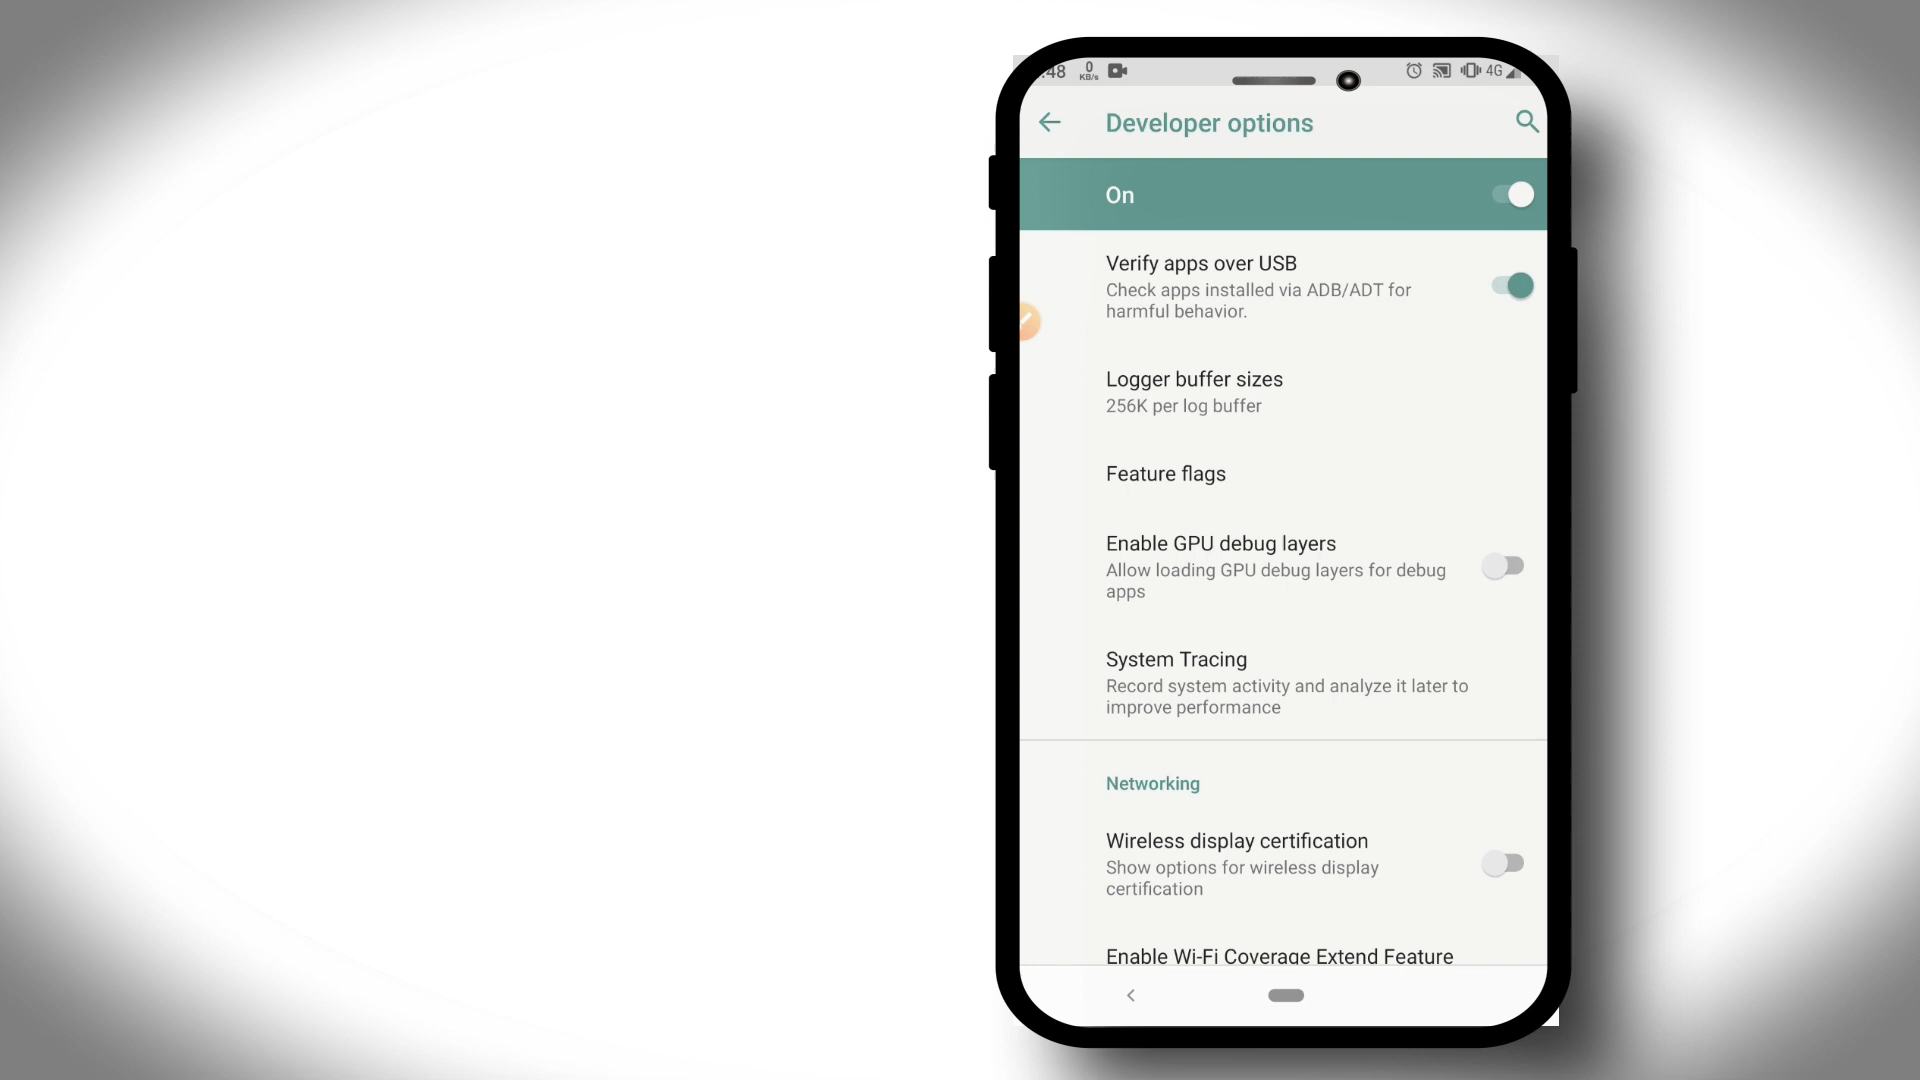 :48 0 KB/s 4G
Developer options
On
Verify apps over USB
Check apps installed via ADB/ADT for
harmful behavior.
Logger buffer sizes
256K per log buffer
Feature flags
Enable GPU debug layers
Allow loading GPU debug layers for debug
apps
System Tracing
Record system activity and analyze it later to
improve performance
Networking
Wireless display certification
Show options for wireless display
certification
Enable Wi-Fi Coverage Extend Feature